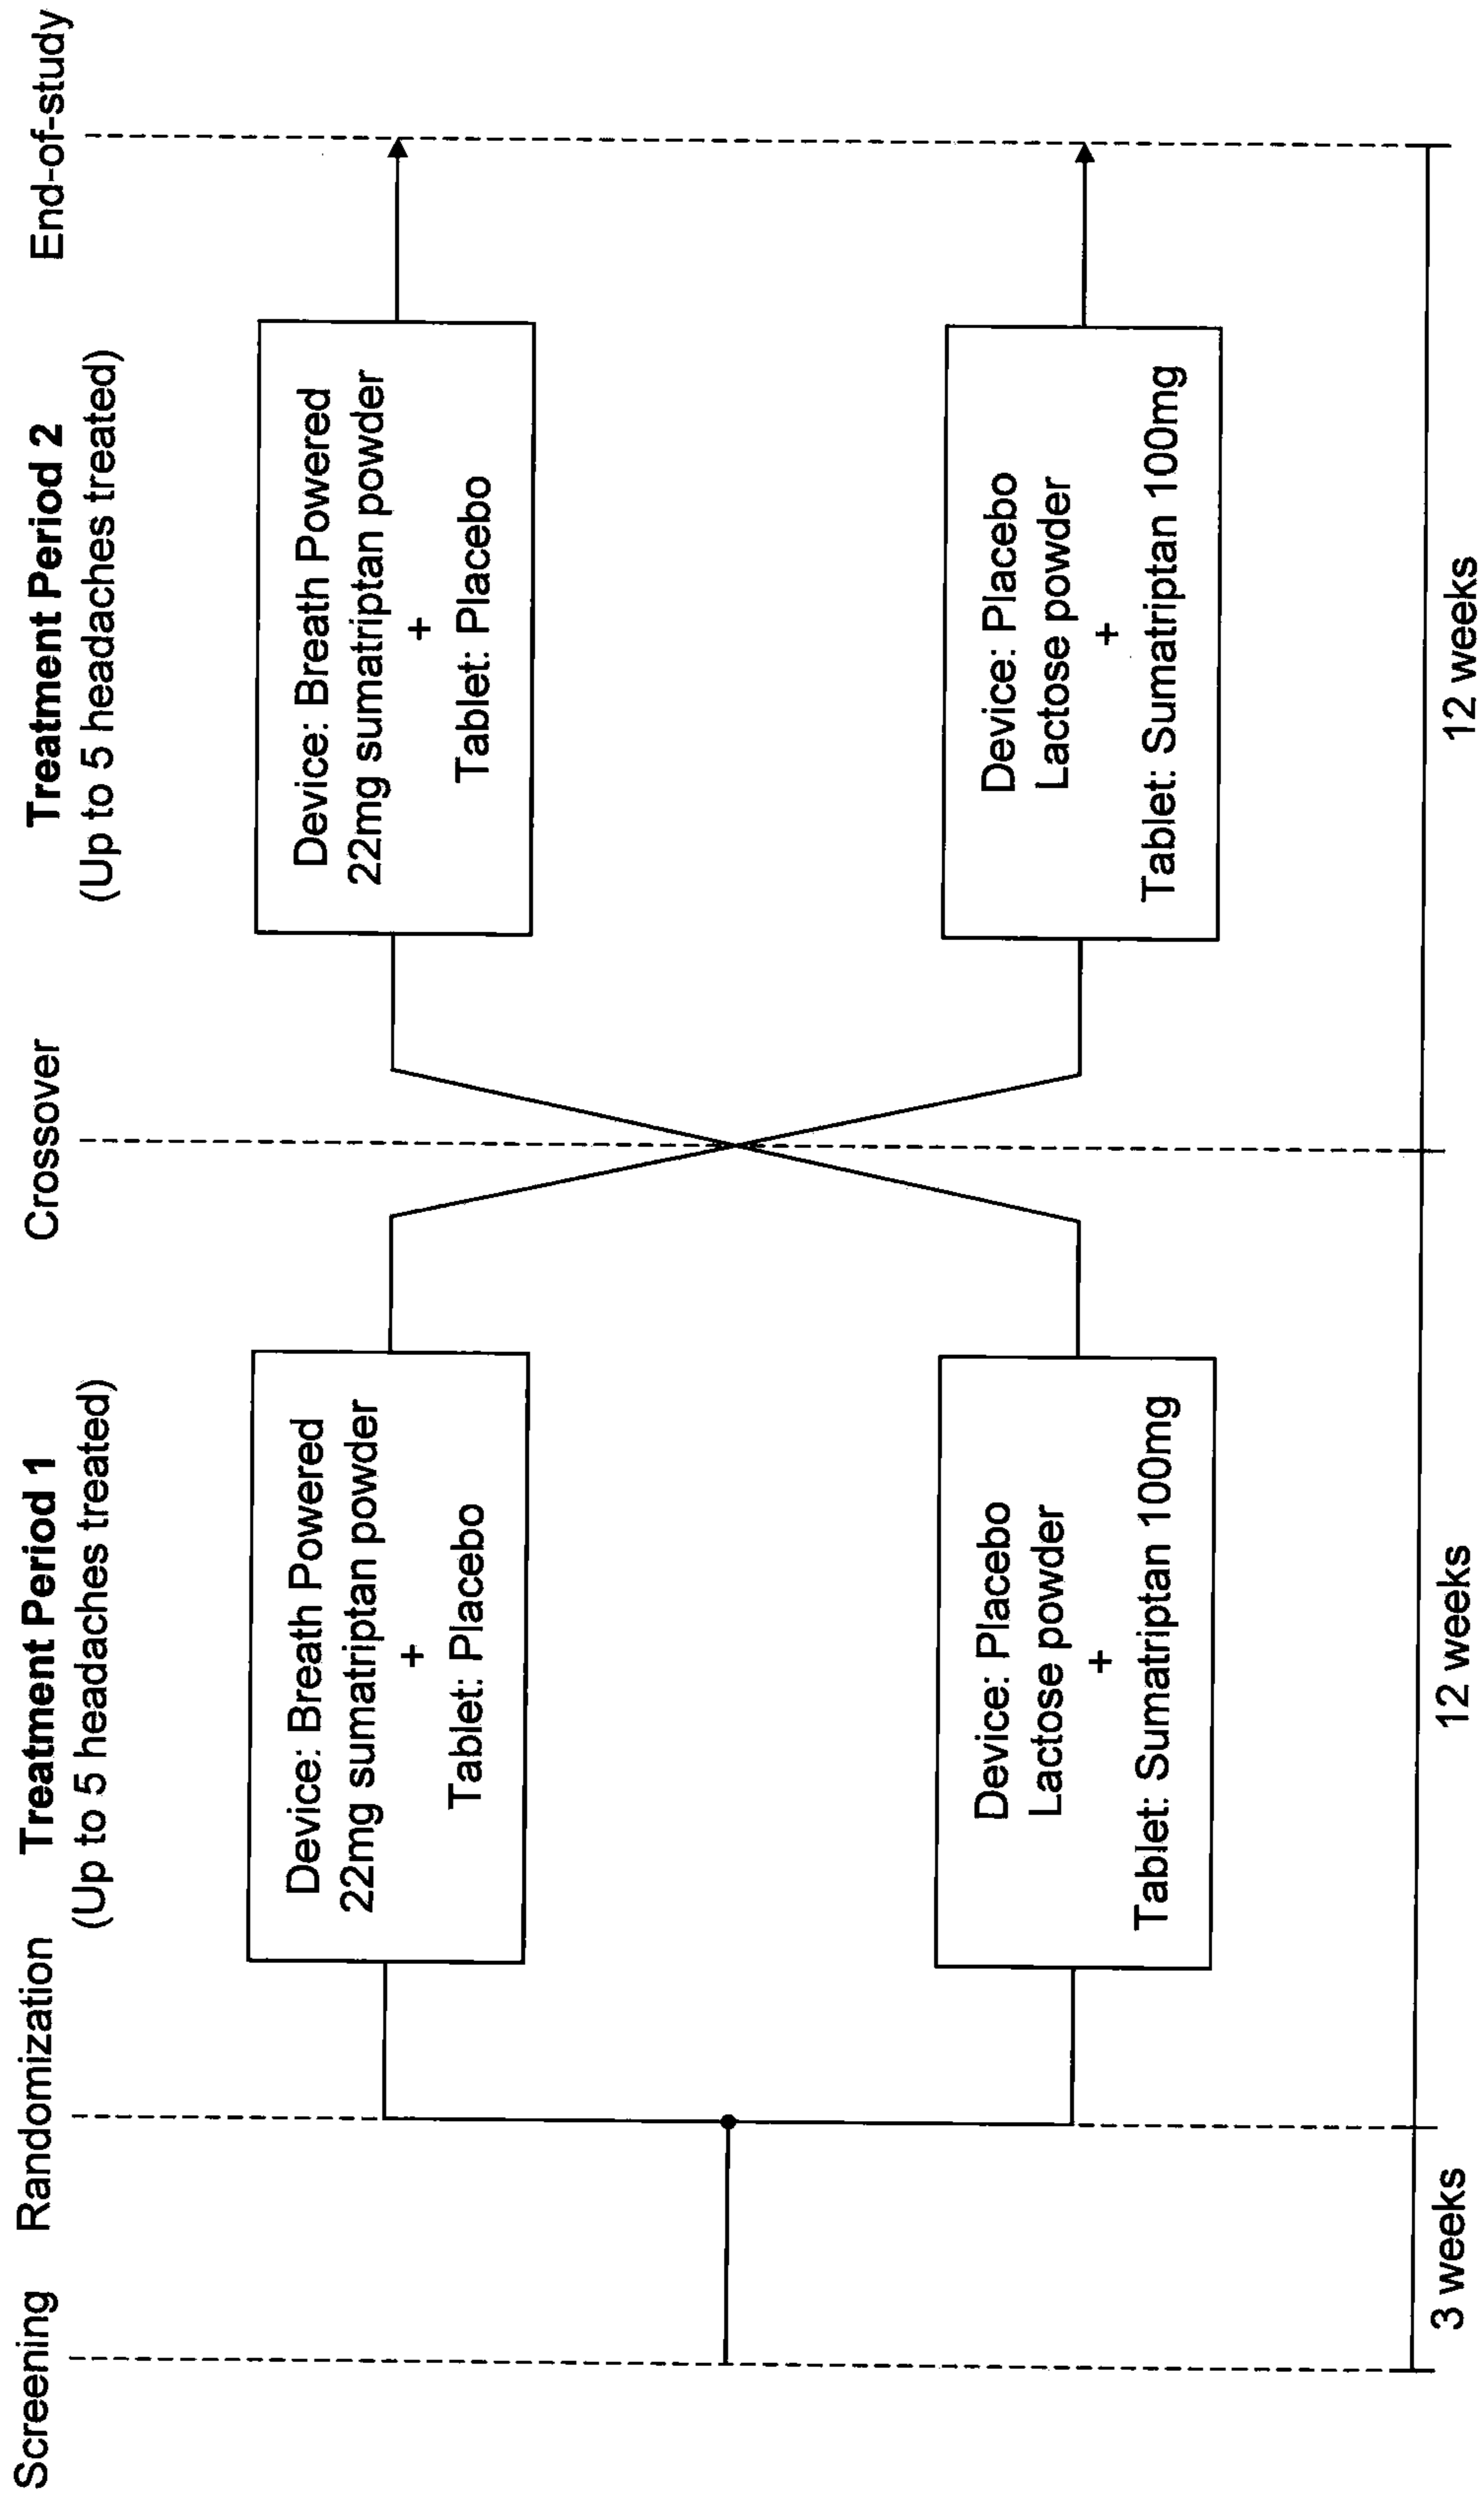 Screening
Randomization
Treatment Period 1
(Up to 5 headaches treated)
Crossover
Treatment Period 2
(Up to 5 headaches treated)
End-of-study
Device: Breath Powered
22mg sumatriptan powder
+
Tablet: Placebo
Device: Breath Powered
22mg sumatriptan powder
+
Tablet: Placebo
Device: Placebo
Lactose powder
+
Tablet: Sumatriptan 100mg
Device: Placebo
Lactose powder
+
Tablet: Sumatriptan 100mg
3 weeks
12 weeks
12 weeks